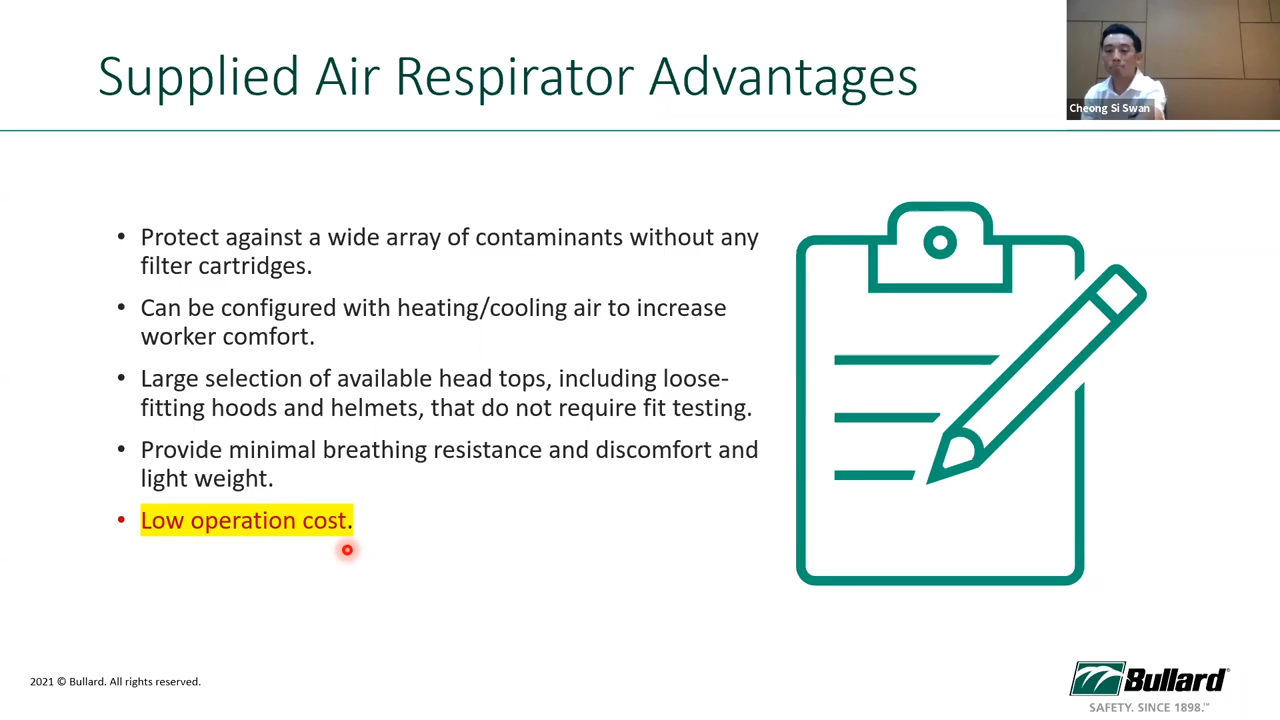 Supplied Air Respirator Advantages
Cheong Si Swan
• Protect against a wide array of contaminants without any
filter cartridges.
• Can be configured with heating/cooling air to increase
worker comfort.
• Large selection of available head tops, including loose-
fitting hoods and helmets, that do not require fit testing.
• Provide minimal breathing resistance and discomfort and
light weight.
• Low operation cost.
2021 © Bullard. All rights reserved.
Bullard®
SAFETY. SINCE 1898.™